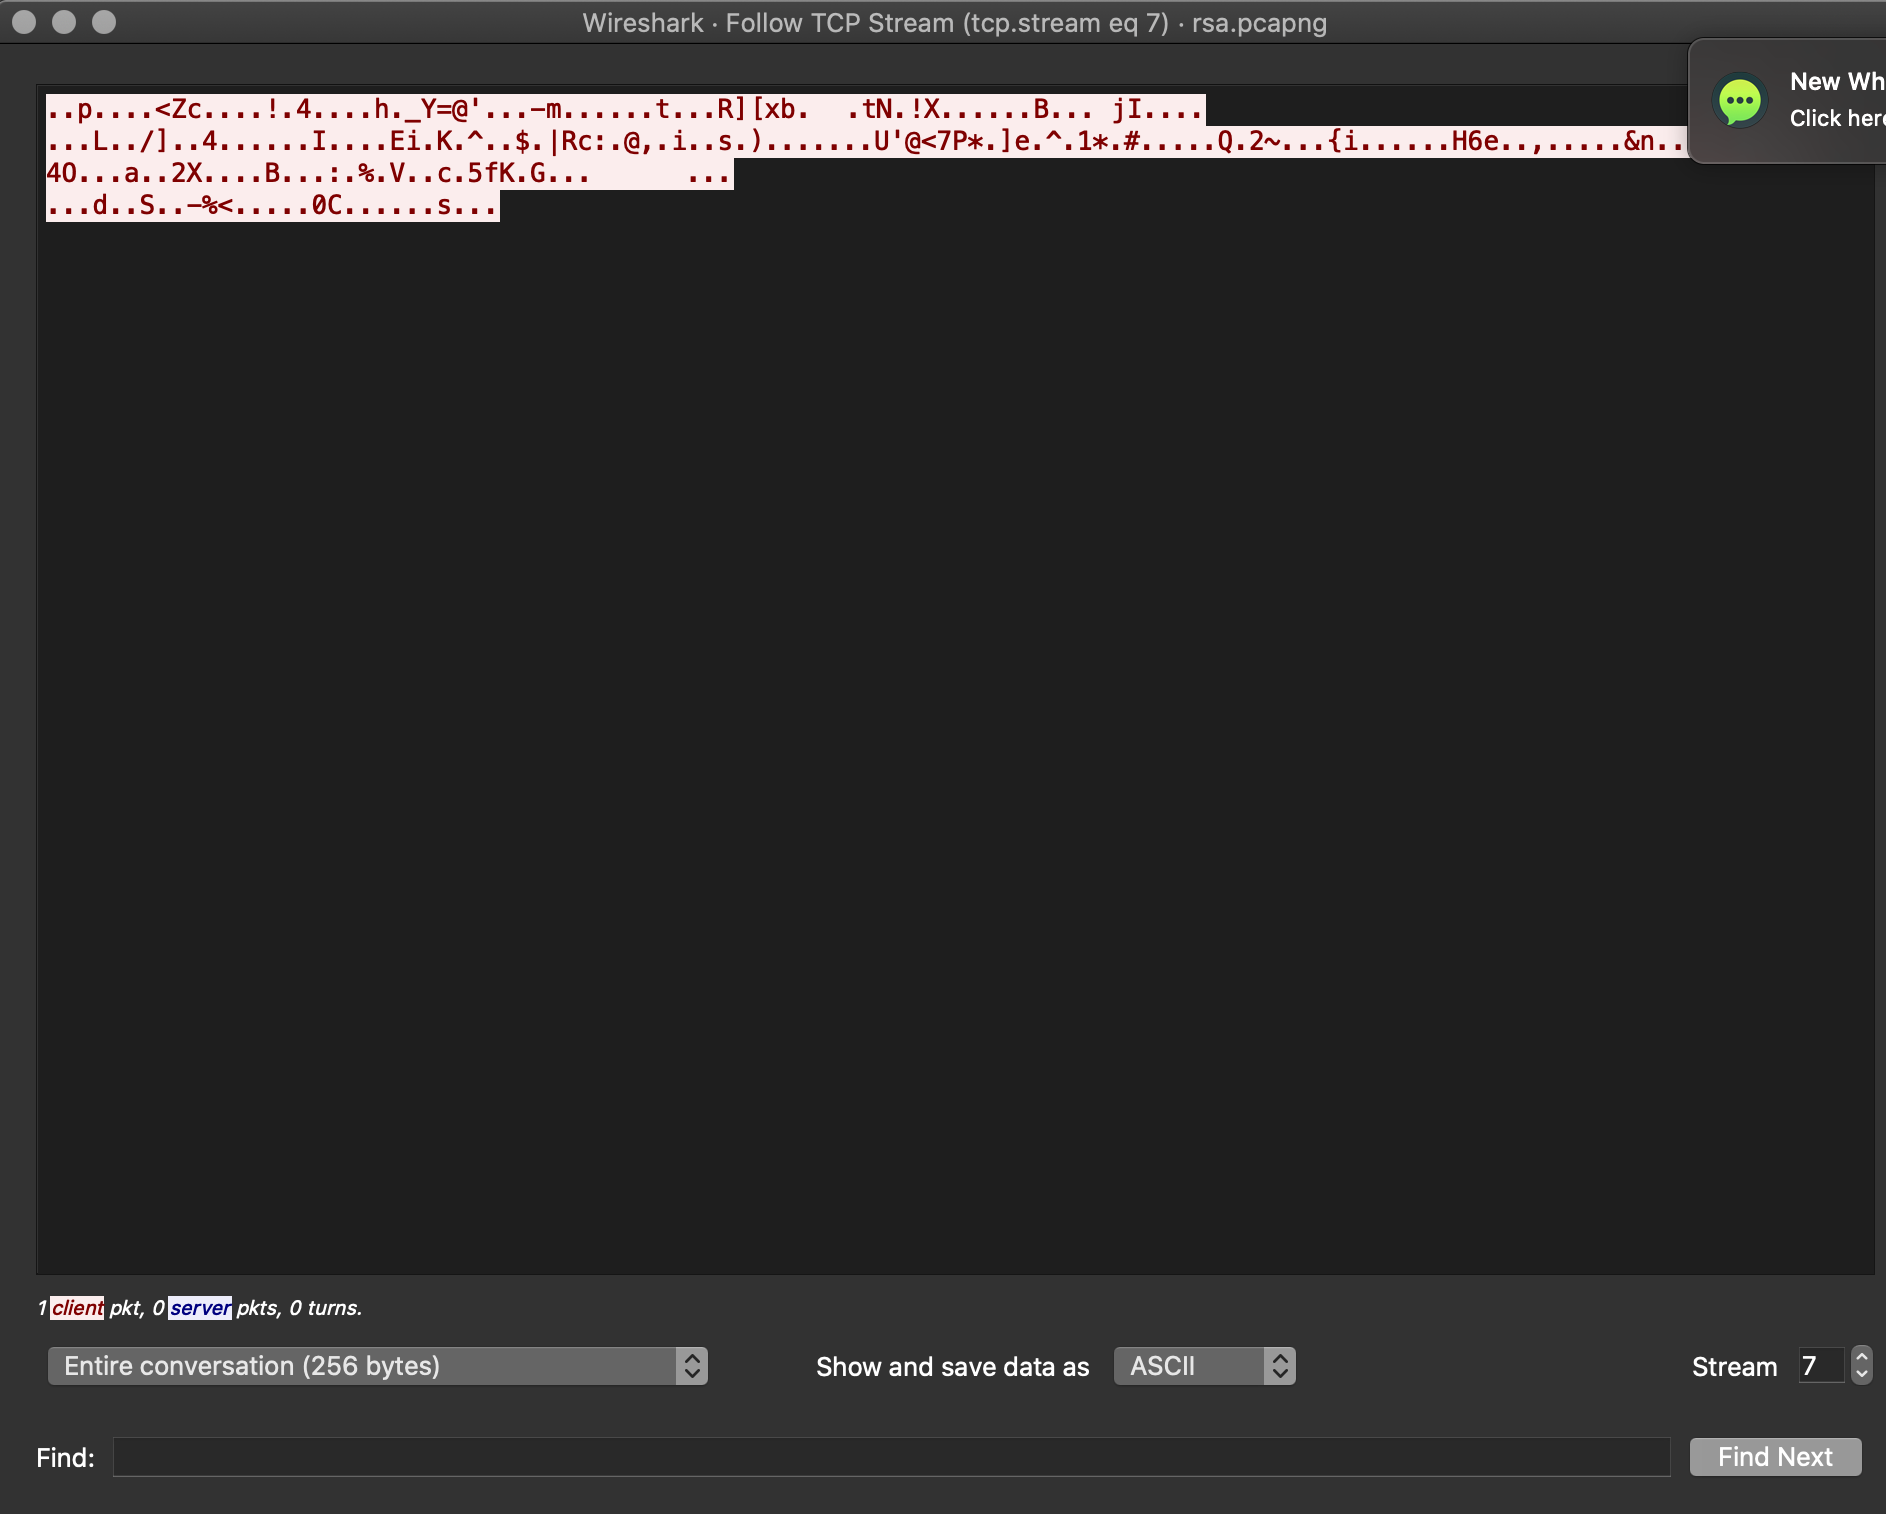 Wireshark · Follow TCP Stream (tcp.stream eq 7) · rsa.pcapng
New Wh
Click here
..p....<Zc....!.4....h._Y=@'...-m......t...R][xb.  .tN.!X......B... jI....
...L../]..4......I....Ei.K.^..$.|Rc:.@,.i..s.).......U'@<7P*.]e.^.1*.#.....Q.2~...{i......H6e..,.....&n..
4O...a..2X....B...:.%.V..c.5fK.G...      ...
...d..S..-%<.....0C......s...
1 client pkt, 0 server pkts, 0 turns.
Entire conversation (256 bytes) Show and save data as ASCII Stream 7
Find: Find Next